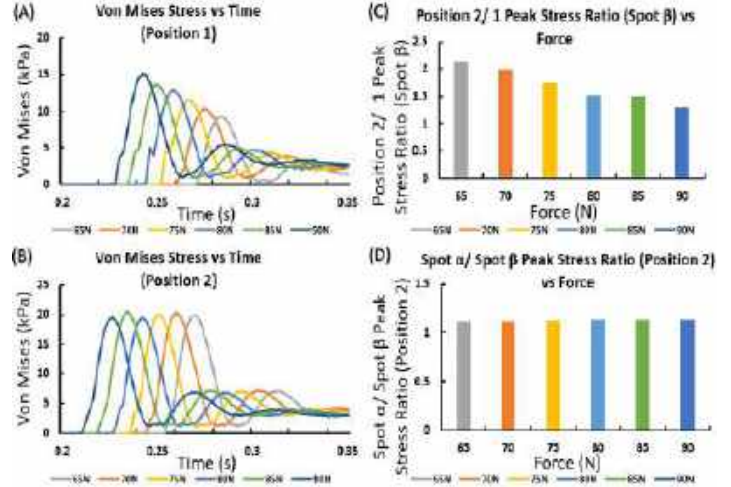 (A)
Von Mises Stress vs Time
(Position 1)
Von Mises (kPa)
20
15
10
5
0
0.2
0.25
0.3
0.35
Time (s)
65N
70N
75N
80N
85N
90N
(C)
Position 2/ 1 Peak Stress Ratio (Spot β) vs
Force
Position 2/ 1 Peak
Stress Ratio (Spot β)
2.5
2
1.5
1
0.5
0
65
70
75
80
85
90
Force (N)
65N
70N
75N
80N
85N
90N
(B)
Von Mises Stress vs Time
(Position 2)
Von Mises (kPa)
25
20
15
10
5
0
0.2
0.25
0.3
0.35
Time (s)
65N
70N
75N
80N
85N
90N
(D)
Spot α/ Spot β Peak Stress Ratio (Position 2)
vs Force
Spot α/ Spot β Peak
Stress Ratio (Position 2)
1.5
1
0.5
0
65
70
75
80
85
90
Force (N)
65N
70N
75N
80N
85N
90N